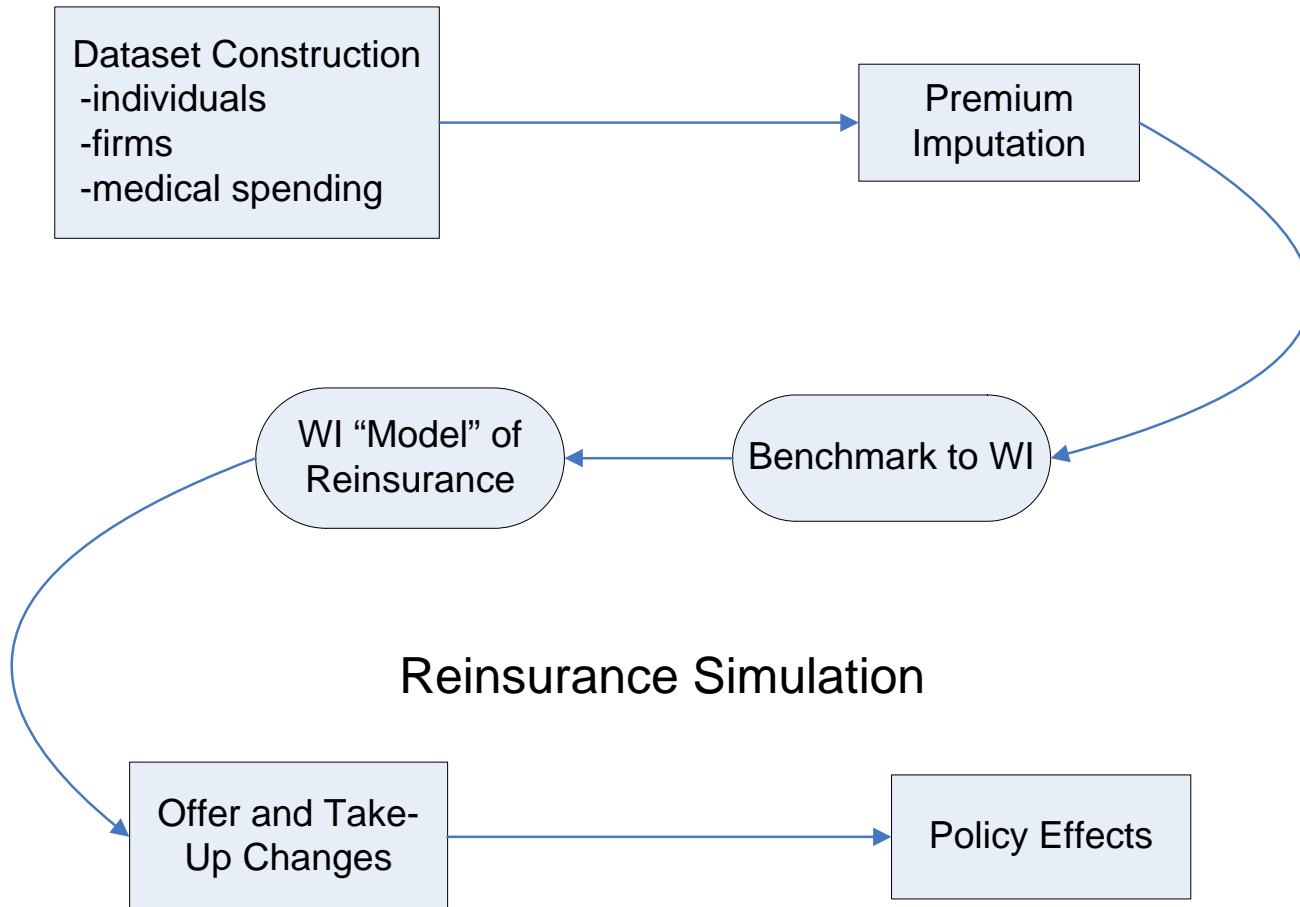 Dataset Construction
-individuals
-firms
-medical spending
Premium
Imputation
WI “Model” of
Reinsurance
Benchmark to WI
Reinsurance Simulation
Offer and Take-
Up Changes
Policy Effects